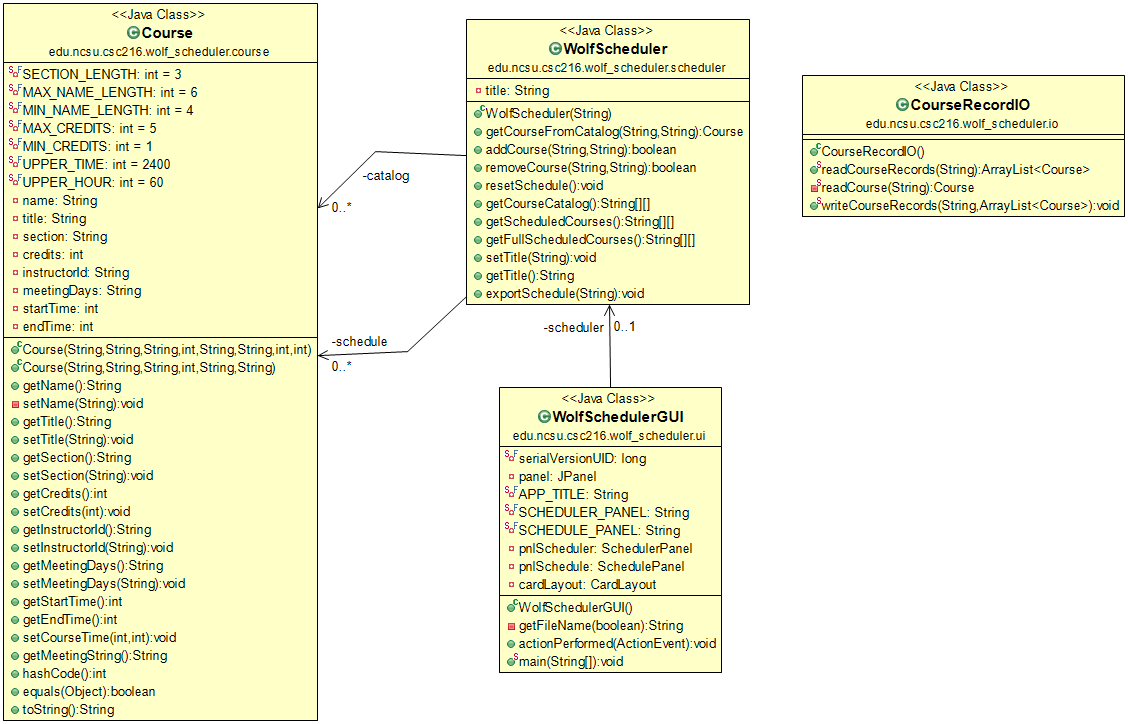 <<Java Class>>
Course
edu.ncsu.csc216.wolf_scheduler.course
SECTION_LENGTH: int = 3
MAX_NAME_LENGTH: int = 6
MIN_NAME_LENGTH: int = 4
MAX_CREDITS: int = 5
MIN_CREDITS: int = 1
UPPER_TIME: int = 2400
UPPER_HOUR: int = 60
name: String
title: String
section: String
credits: int
instructorId: String
meetingDays: String
startTime: int
endTime: int
Course(String,String,String,int,String,String,int,int)
Course(String,String,String,int,String,String)
getName():String
setName(String):void
getTitle():String
setTitle(String):void
getSection():String
setSection(String):void
getCredits():int
setCredits(int):void
getInstructorId():String
setInstructorId(String):void
getMeetingDays():String
setMeetingDays(String):void
getStartTime():int
getEndTime():int
setCourseTime(int,int):void
getMeetingString():String
hashCode():int
equals(Object):boolean
toString():String
-catalog
0..*
-schedule
0..*
<<Java Class>>
WolfScheduler
edu.ncsu.csc216.wolf_scheduler.scheduler
title: String
WolfScheduler(String)
getCourseFromCatalog(String,String):Course
addCourse(String,String):boolean
removeCourse(String,String):boolean
resetSchedule():void
getCourseCatalog():String[][]
getScheduledCourses():String[][]
getFullScheduledCourses():String[][]
setTitle(String):void
getTitle():String
exportSchedule(String):void
-scheduler
0..1
<<Java Class>>
WolfSchedulerGUI
edu.ncsu.csc216.wolf_scheduler.ui
serialVersionUID: long
panel: JPanel
APP_TITLE: String
SCHEDULER_PANEL: String
SCHEDULE_PANEL: String
pnlScheduler: SchedulerPanel
pnlSchedule: SchedulePanel
cardLayout: CardLayout
WolfSchedulerGUI()
getFileName(boolean):String
actionPerformed(ActionEvent):void
main(String[]):void
<<Java Class>>
CourseRecordIO
edu.ncsu.csc216.wolf_scheduler.io
CourseRecordIO()
readCourseRecords(String):ArrayList<Course>
readCourse(String):Course
writeCourseRecords(String,ArrayList<Course>):void